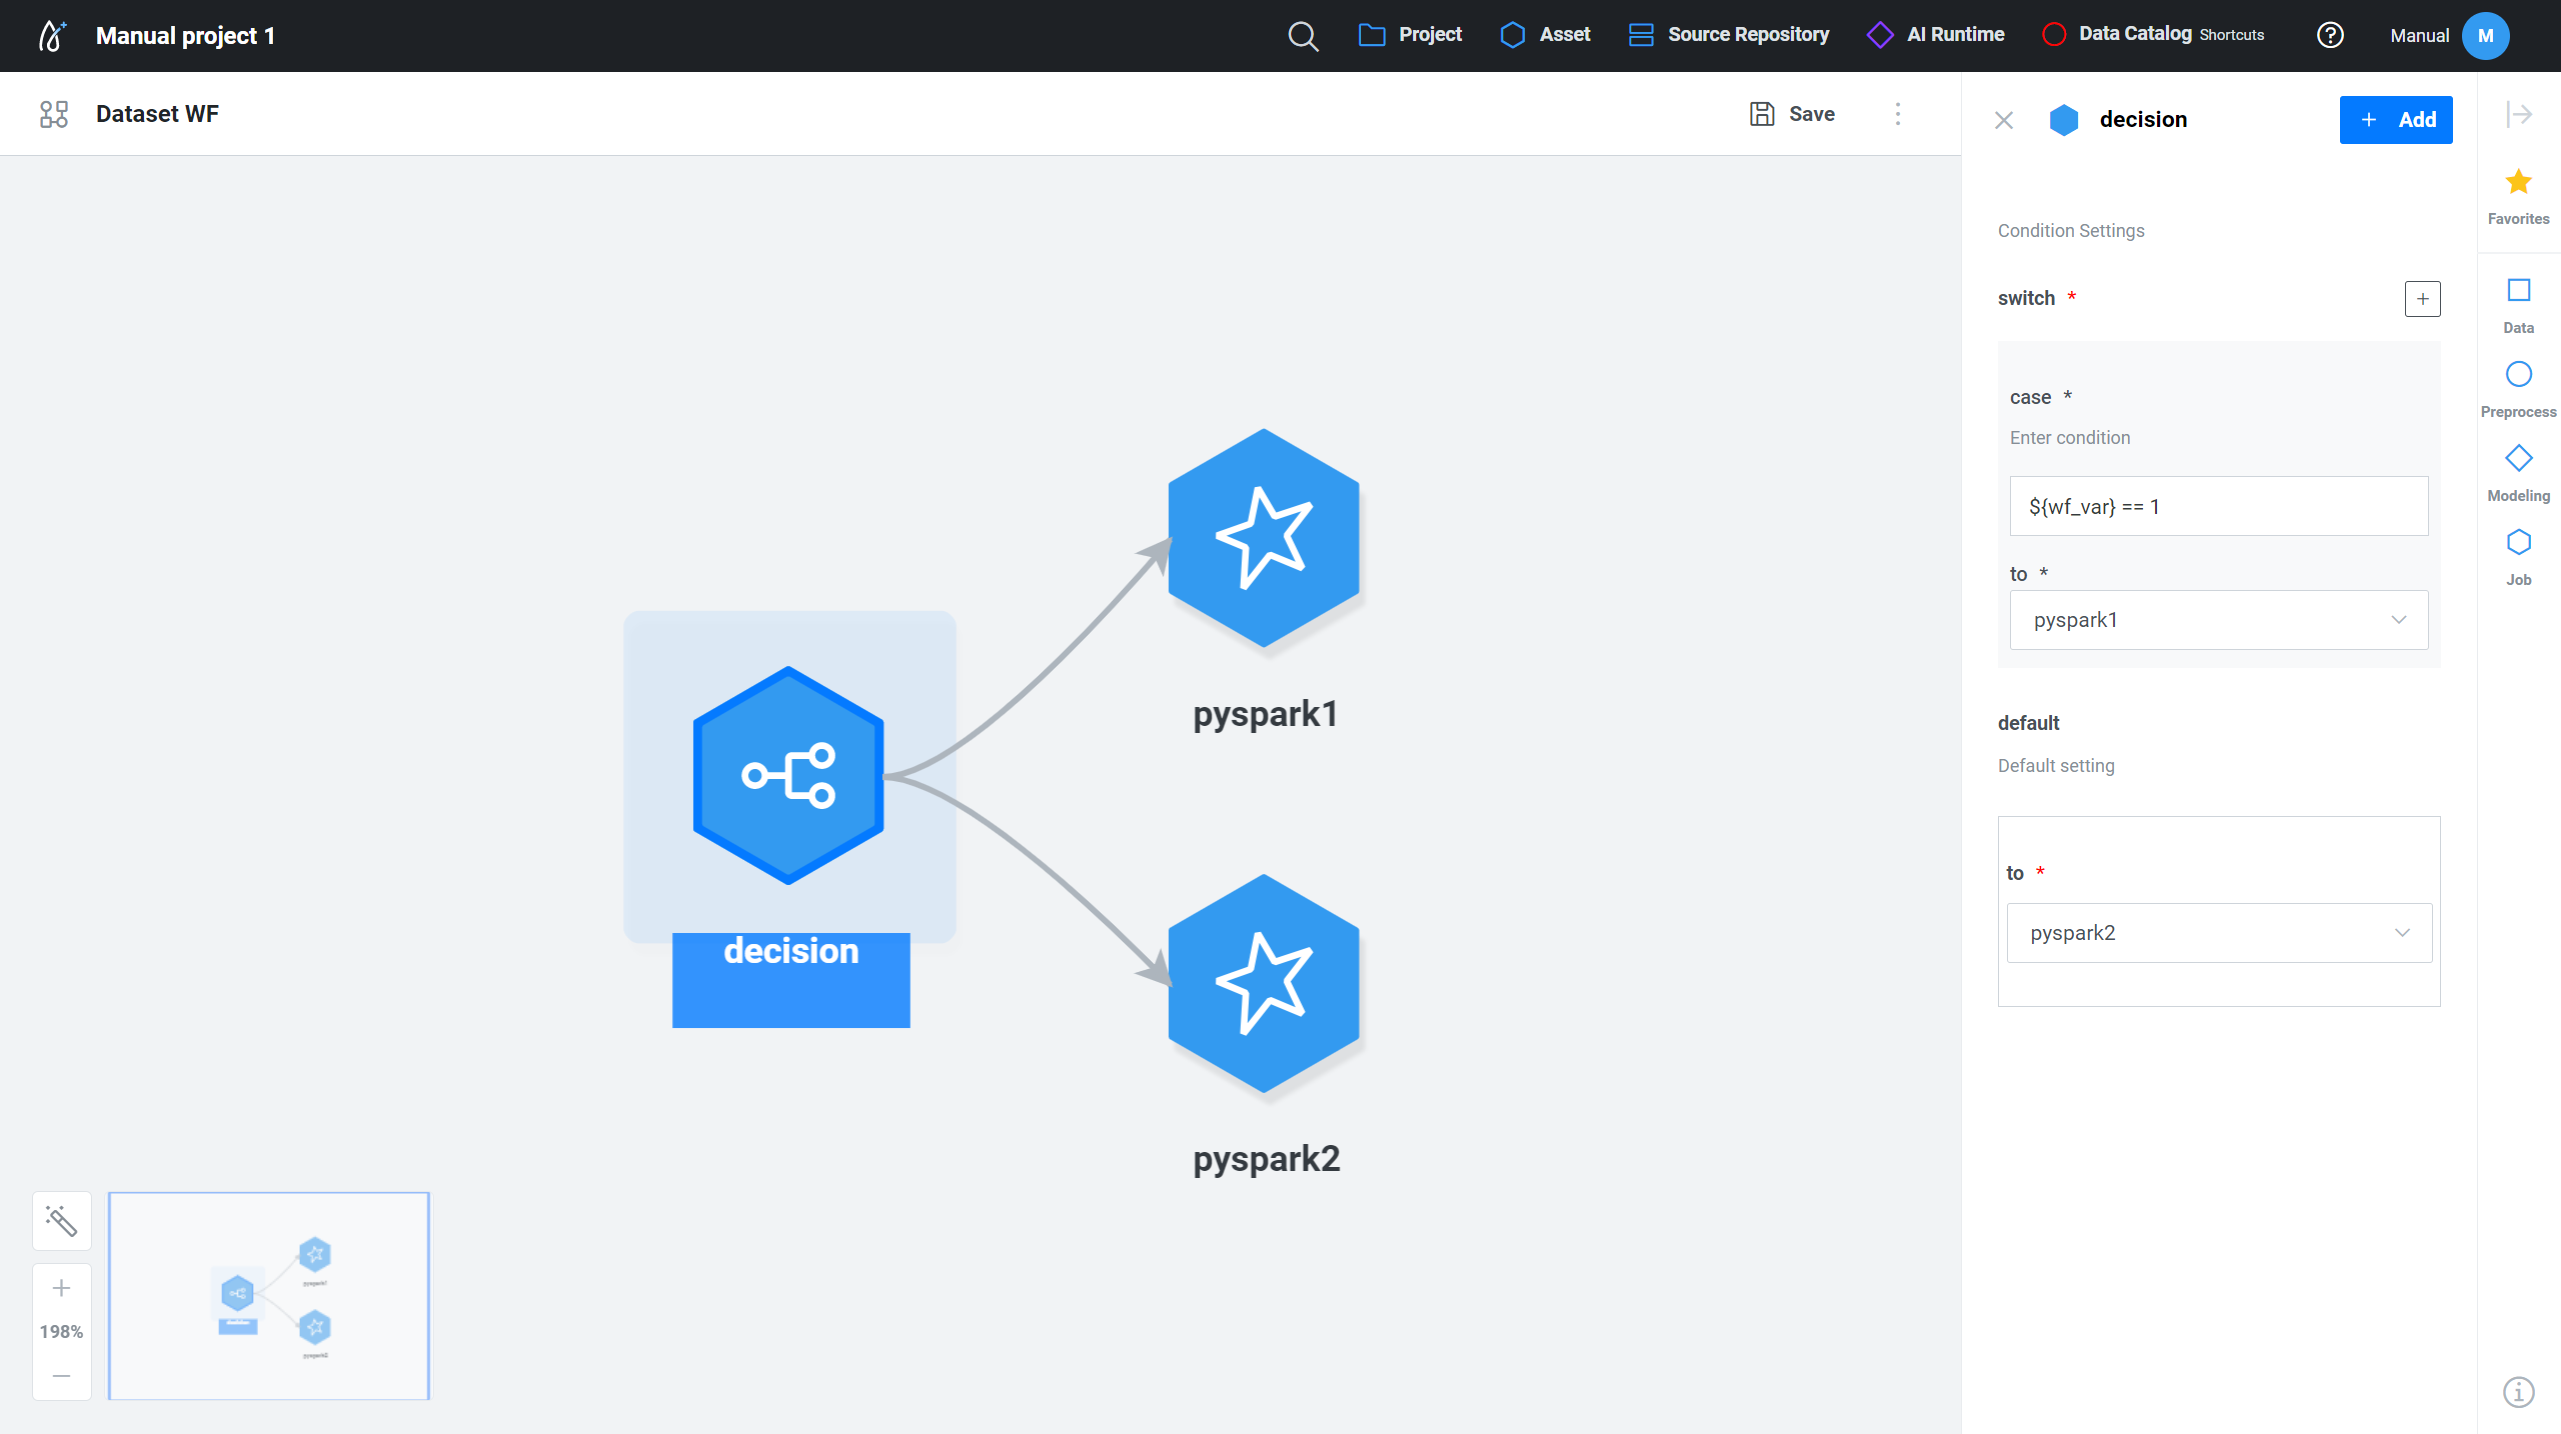 Manual project 1
Project
Asset
Source Repository
AI Runtime
Data Catalog Shortcuts
Manual
M
Dataset WF
Save
decision
+ Add
Favorites
Data
Preprocess
Modeling
Job
Condition Settings
switch *
case *
Enter condition
${wf_var} == 1
to *
pyspark1
default
Default setting
to *
pyspark2
pyspark1
decision
pyspark2
198%